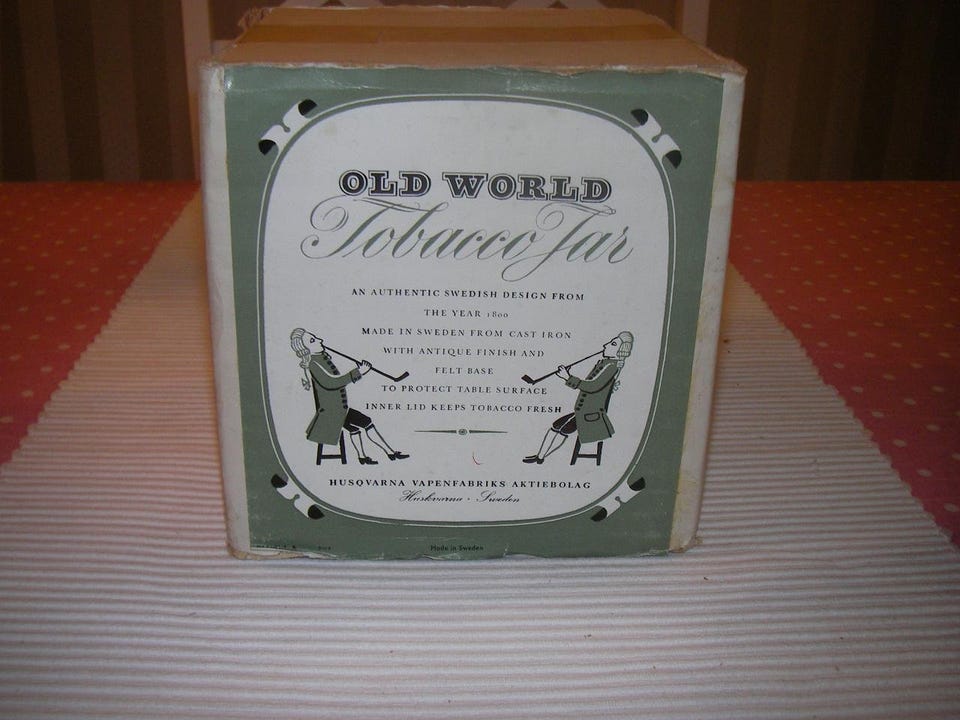 OLD WORLD
Tobacco Jar
AN AUTHENTIC SWEDISH DESIGN FROM
THE YEAR 1800
MADE IN SWEDEN FROM CAST IRON
WITH ANTIQUE FINISH AND
FELT BASE
TO PROTECT TABLE SURFACE
INNER LID KEEPS TOBACCO FRESH
HUSQVARNA VAPENFABRIKS AKTIEBOLAG
Huskvarna · Sweden
Made in Sweden